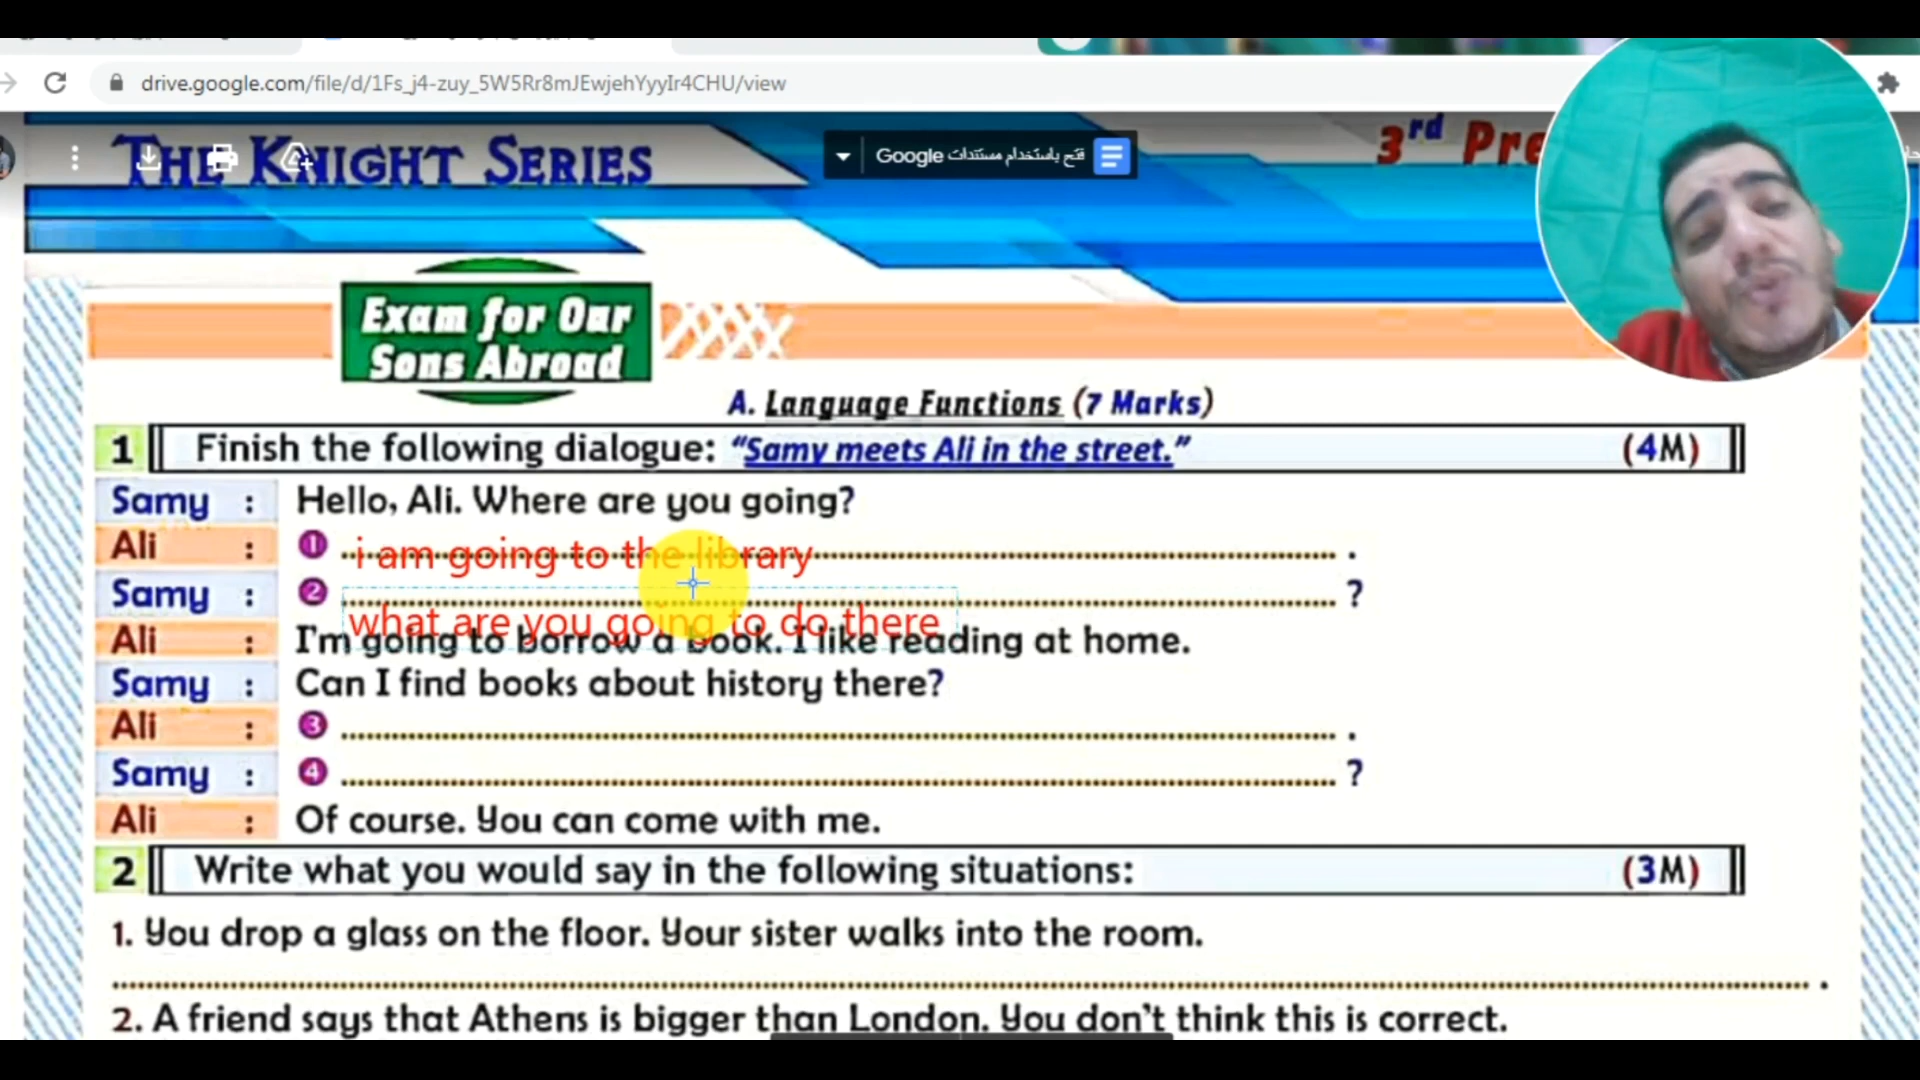 drive.google.com/file/d/1Fs_j4-zuy_5W5Rr8mJEwjehYyyIr4CHU/view
THE KNIGHT SERIES
فتح باستخدام مستندات Google
3rd Pre
Exam for Our
Sons Abroad
A. Language Functions (7 Marks)
1 Finish the following dialogue: "Samy meets Ali in the street." (4M)
Samy : Hello, Ali. Where are you going?
Ali : 1 i am going to the library .
Samy : 2 ?
what are you going to do there
Ali : I'm going to borrow a book. I like reading at home.
Samy : Can I find books about history there?
Ali : 3 .
Samy : 4 ?
Ali : Of course. You can come with me.
2 Write what you would say in the following situations: (3M)
1. You drop a glass on the floor. Your sister walks into the room.
2. A friend says that Athens is bigger than London. You don't think this is correct.